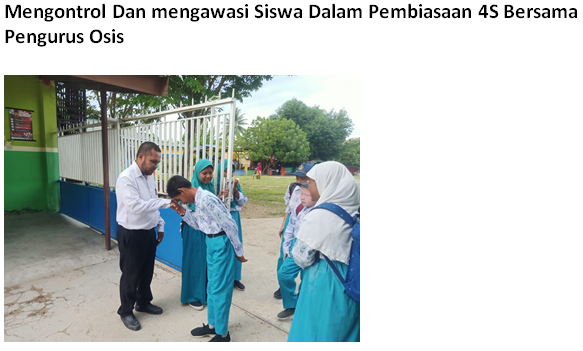 Mengontrol Dan mengawasi Siswa Dalam Pembiasaan 4S Bersama
Pengurus Osis